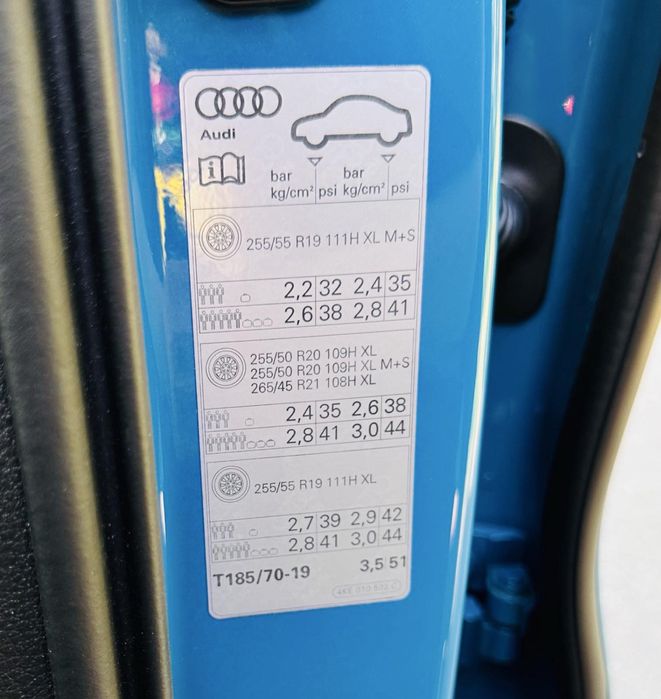 Audi
i
bar bar
kg/cm² psi kg/cm² psi
255/55 R19 111H XL M+S
2,2 32 2,4 35
2,6 38 2,8 41
255/50 R20 109H XL
255/50 R20 109H XL M+S
265/45 R21 108H XL
2,4 35 2,6 38
2,8 41 3,0 44
255/55 R19 111H XL
2,7 39 2,9 42
2,8 41 3,0 44
T185/70-19 3,5 51